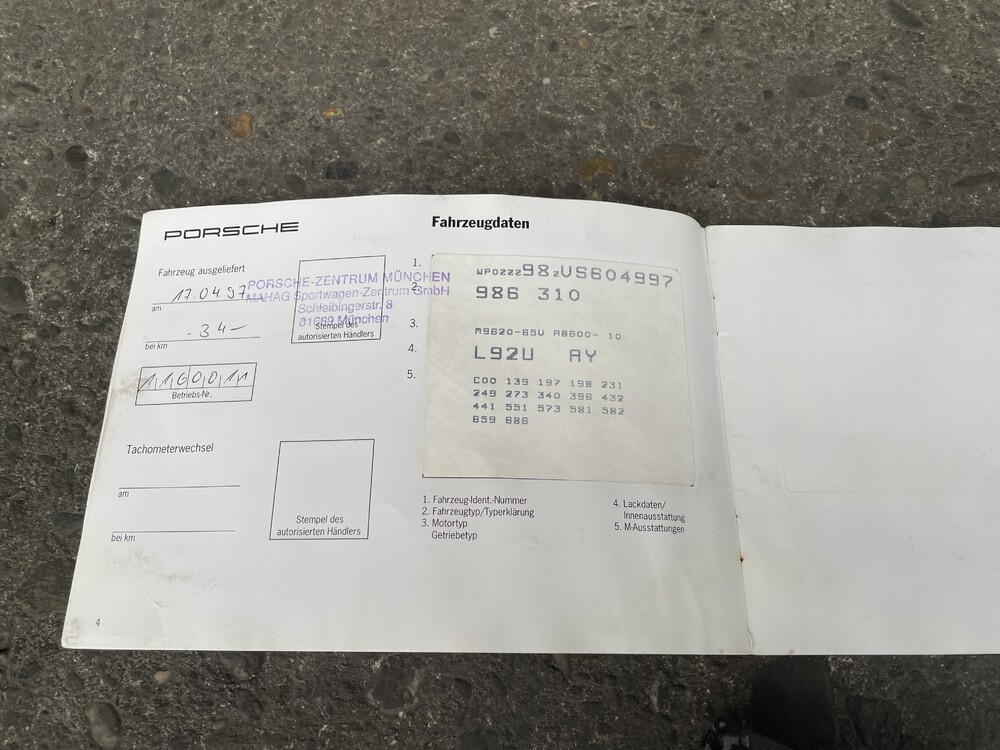 PORSCHE
Fahrzeug ausgeliefert
17.04.97
am
- 34 -
bei km
1160011
Betriebs-Nr.
PORSCHE-ZENTRUM MÜNCHEN
MAHAG Sportwagen-Zentrum GmbH
Schleibingerstr. 8
81669 München
Stempel des
autorisierten Händlers
Tachometerwechsel
am
bei km
Stempel des
autorisierten Händlers
4
Fahrzeugdaten
1. WP0ZZZ98ZVS604997
2. 986 310
3. M9620-65U A8600- 10
4. L92U AY
5. C00 139 197 198 231
249 273 340 396 432
441 551 573 581 582
659 686
1. Fahrzeug-Ident.-Nummer
2. Fahrzeugtyp/Typerklärung
3. Motortyp
Getriebetyp
4. Lackdaten/
Innenausstattung
5. M-Ausstattungen